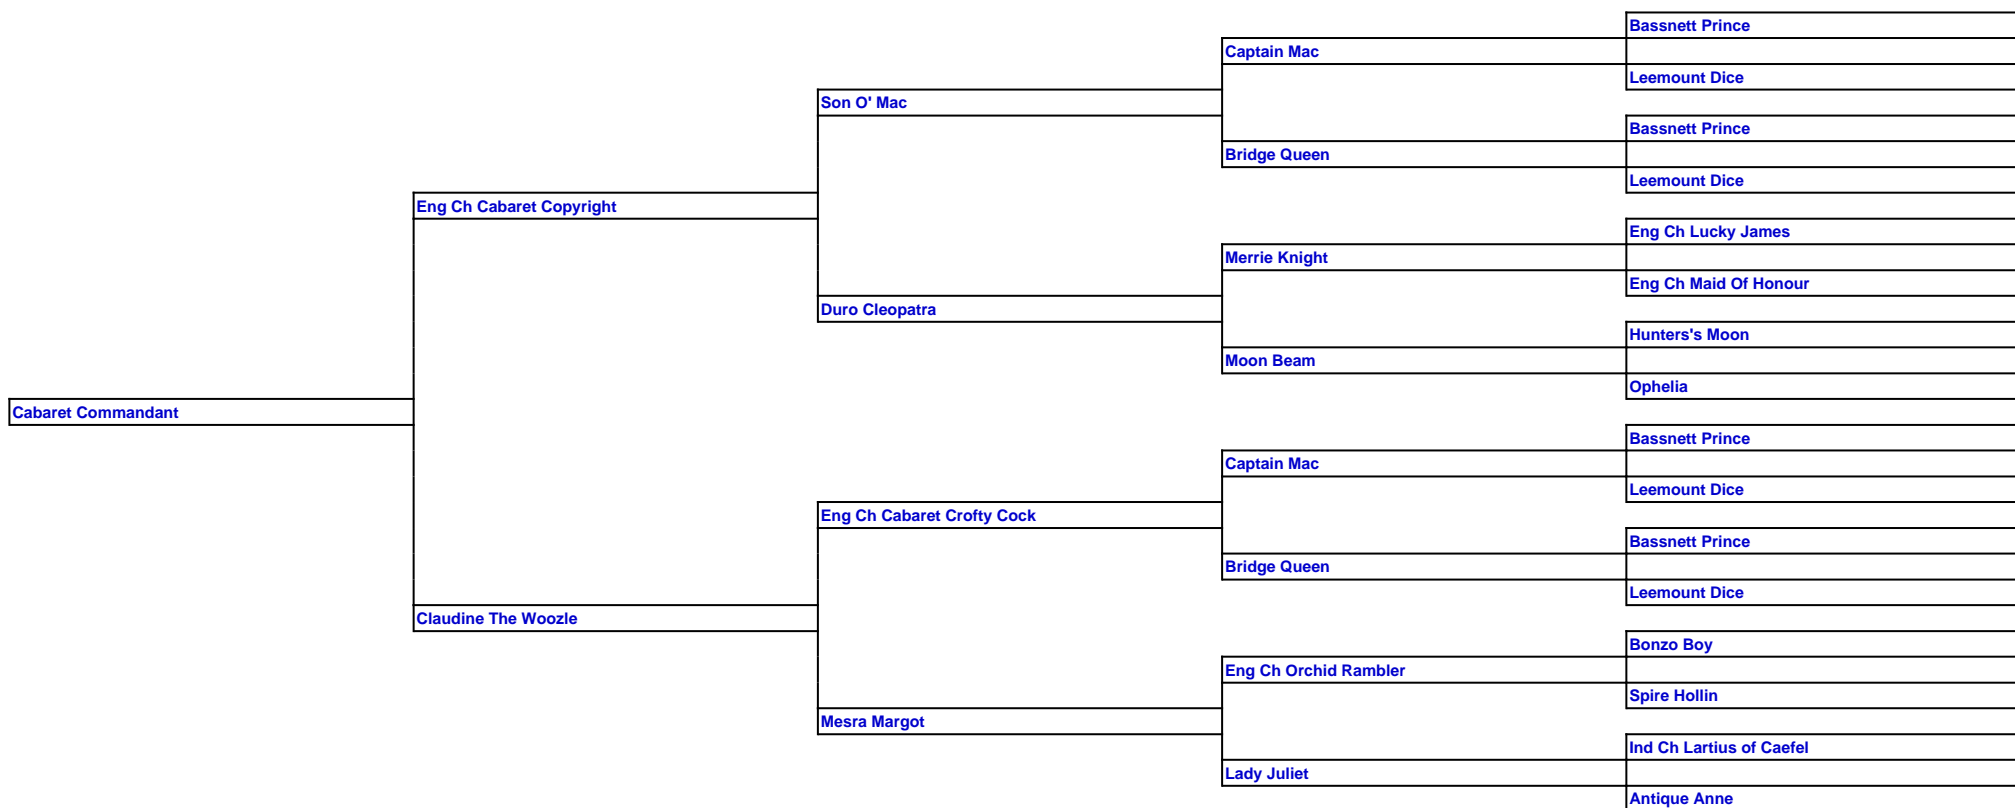 Bassnett Prince
Captain Mac
Leemount Dice
Son O' Mac
Bassnett Prince
Bridge Queen
Leemount Dice
Eng Ch Cabaret Copyright
Eng Ch Lucky James
Merrie Knight
Eng Ch Maid Of Honour
Duro Cleopatra
Hunters's Moon
Moon Beam
Ophelia
Cabaret Commandant
Bassnett Prince
Captain Mac
Leemount Dice
Eng Ch Cabaret Crofty Cock
Bassnett Prince
Bridge Queen
Leemount Dice
Claudine The Woozle
Bonzo Boy
Eng Ch Orchid Rambler
Spire Hollin
Mesra Margot
Ind Ch Lartius of Caefel
Lady Juliet
Antique Anne